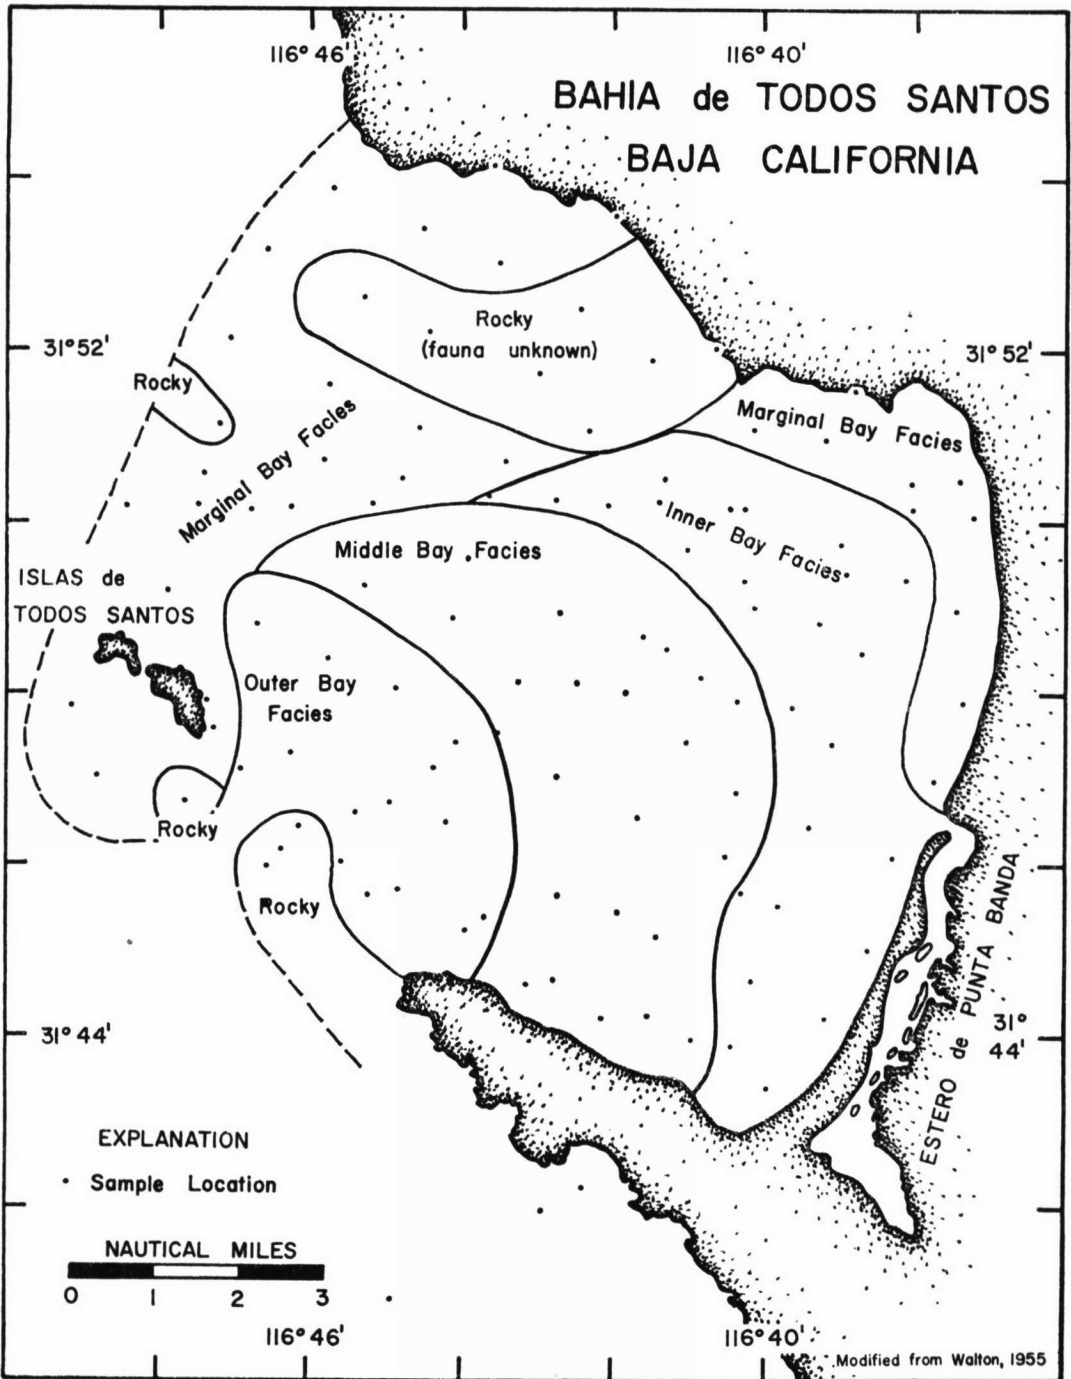 116° 46'
116° 40'
BAHIA de TODOS SANTOS
BAJA CALIFORNIA
31° 52'
31° 52'
Rocky
(fauna unknown)
Rocky
Marginal Bay Facies
Marginal Bay Facies
Inner Bay Facies
Middle Bay Facies
ISLAS de
TODOS SANTOS
Outer Bay
Facies
Rocky
Rocky
ESTERO de PUNTA BANDA
31° 44'
31°
44'
EXPLANATION
Sample Location
NAUTICAL MILES
0 1 2 3
116° 46'
116° 40'
Modified from Walton, 1955